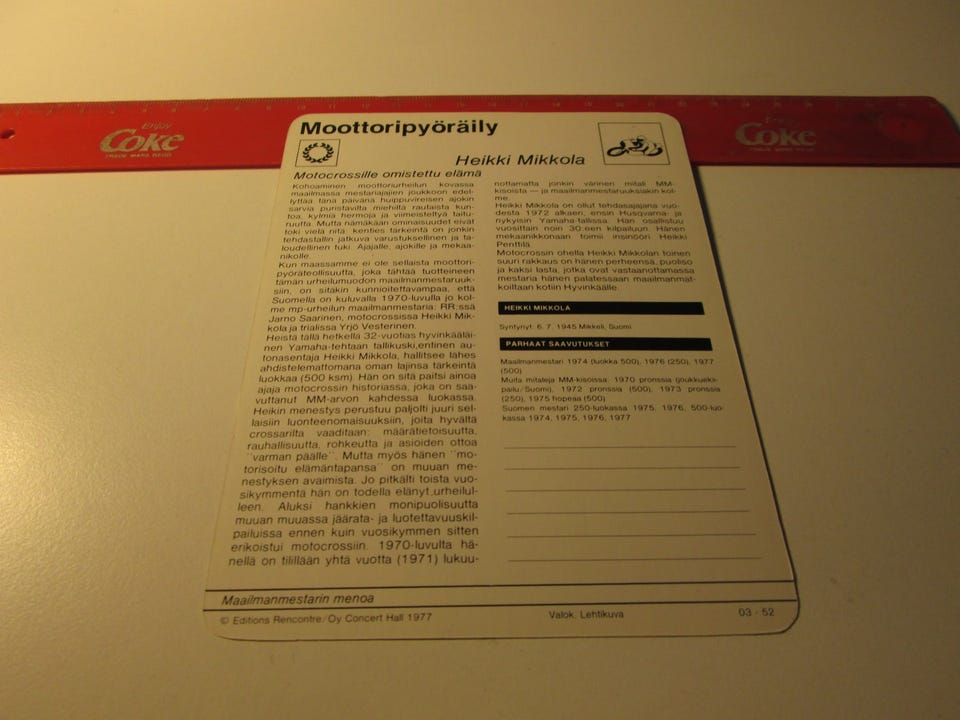 Enjoy
Coke
TRADE MARK REGD
Enjoy
Coke
TRADE MARK REGD
Moottoripyöräily
Heikki Mikkola
Motocrossille omistettu elämä
Kohoaminen moottoriurheilun kovassa
maailmassa mestariajajien joukkoon edel-
lyttää tänä päivänä huippuvireisen ajokin
sarvia puristavilta miehiltä rautaista kun-
toa, kylmiä hermoja ja viimeistelyä taitu-
ruutta. Mutta nämäkään ominaisuudet eivät
toki vielä riitä: kenties tärkeintä on jonkin
tehdastallin jatkuva varustuksellinen ja ta-
loudellinen tuki. Ajajalle, ajokille ja mekaa-
nikolle.
Kun maassamme ei ole sellaista moottori-
pyöräteollisuutta, joka tähtää tuotteineen
tämän urheilumuodon maailmanmestaruuk-
siin, on sitäkin kunnioitettavampaa, että
Suomella on kuluvalla 1970-luvulla jo kol-
me mp-urheilun maailmanmestaria: RR:ssä
Jarno Saarinen, motocrossissa Heikki Mik-
kola ja trialissa Yrjö Vesterinen.
Heistä tällä hetkellä 32-vuotias hyvinkääläi-
nen Yamaha-tehtaan tallikuski,entinen au-
tonasentaja Heikki Mikkola, hallitsee lähes
ahdistelemattomana oman lajinsa tärkeintä
luokkaa (500 ksm). Hän on sitä paitsi ainoa
ajaja motocrossin historiassa, joka on saa-
vuttanut MM-arvon kahdessa luokassa.
Heikin menestys perustuu paljolti juuri sel-
laisiin luonteenomaisuuksiin, joita hyvältä
crossarilta vaaditaan: määrätietoisuutta,
rauhallisuutta, rohkeutta ja asioiden ottoa
"varman päälle". Mutta myös hänen "mo-
torisoitu elämäntapansa" on muuan me-
nestyksen avaimista. Jo pitkälti toista vuo-
sikymmentä hän on todella elänyt urheilul-
leen. Aluksi hankkien monipuolisuutta
muuan muuassa jäärata- ja luotettavuuskil-
pailuissa ennen kuin vuosikymmen sitten
erikoistui motocrossiin. 1970-luvulta hä-
nellä on tilillään yhtä vuotta (1971) lukuu-
nottamatta jonkin värinen mitali MM-
kisoista — ja maailmanmestaruuksiakin kol-
me.
Heikki Mikkola on ollut tehdasajajana vuo-
desta 1972 alkaen, ensin Husqvarna- ja
nykyisin Yamaha-tallissa. Hän osallistuu
vuosittain noin 30:een kilpailuun. Hänen
mekaanikkonaan toimii insinööri Heikki
Penttilä.
Motocrossin ohella Heikki Mikkolan toinen
suuri rakkaus on hänen perheensä, puoliso
ja kaksi lasta, jotka ovat vastaanottamassa
mestaria hänen palatessaan maailmanmat-
koiltaan kotiin Hyvinkäälle.
HEIKKI MIKKOLA
Syntynyt: 6. 7. 1945 Mikkeli, Suomi
PARHAAT SAAVUTUKSET
Maailmanmestari 1974 (luokka 500), 1976 (250), 1977
(500)
Muita mitaleja MM-kisoissa: 1970 pronssia (joukkuekil-
pailu/Suomi), 1972 pronssia (500), 1973 pronssia
(250), 1975 hopeaa (500)
Suomen mestari 250-luokassa 1975, 1976, 500-luo-
kassa 1974, 1975, 1976, 1977
Maailmanmestarin menoa
© Editions Rencontre/Oy Concert Hall 1977
Valok. Lehtikuva
03 - 52